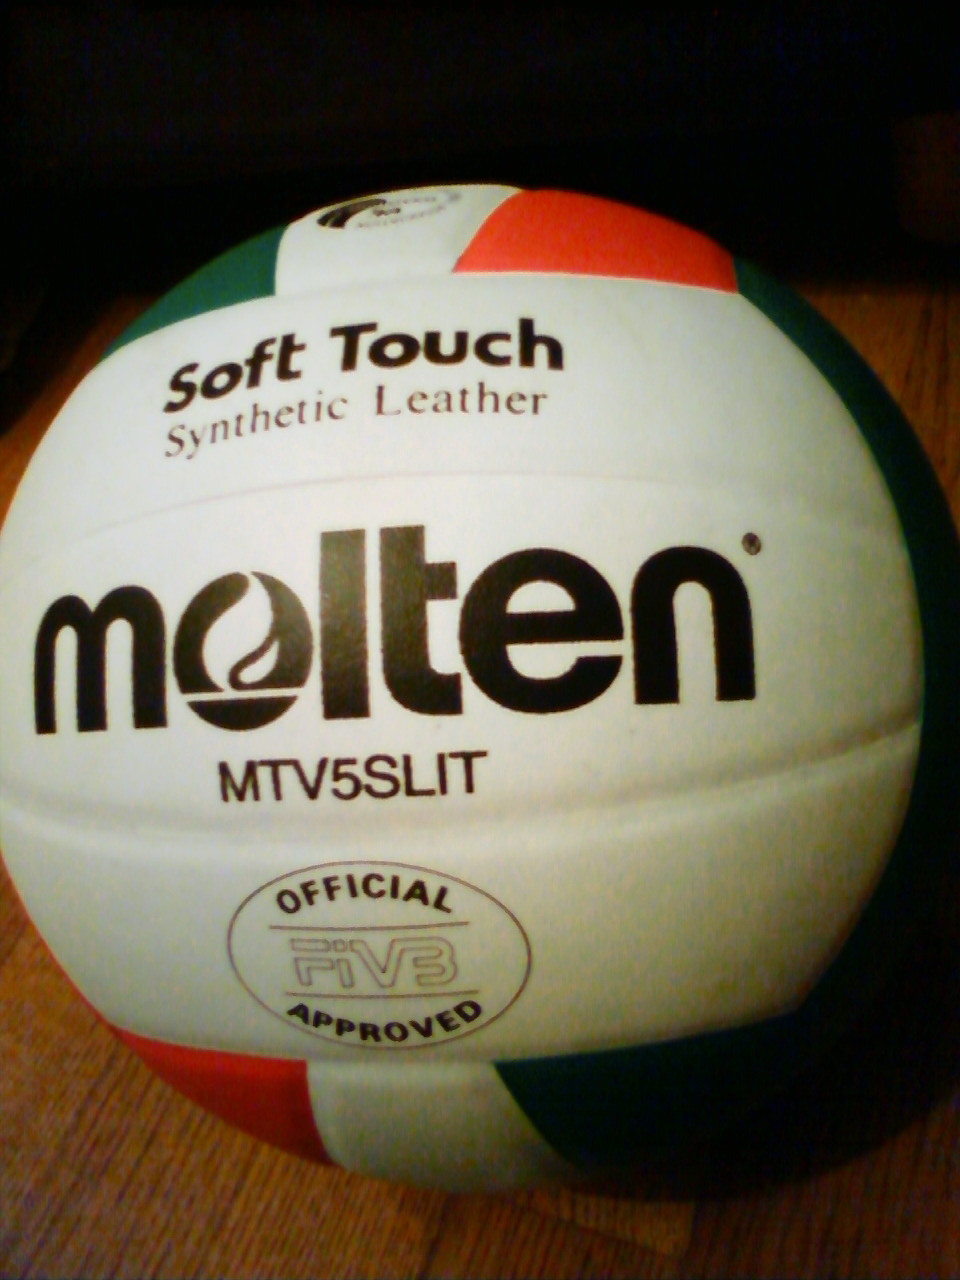 Soft Touch
Synthetic Leather
molten®
MTV5SLIT
OFFICIAL
FiVB
APPROVED